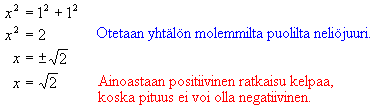 x² = 1² + 1²
x² = 2 Otetaan yhtälön molemmilta puolilta neliöjuuri.
x = ±√2
x = √2 Ainoastaan positiivinen ratkaisu kelpaa,
koska pituus ei voi olla negatiivinen.